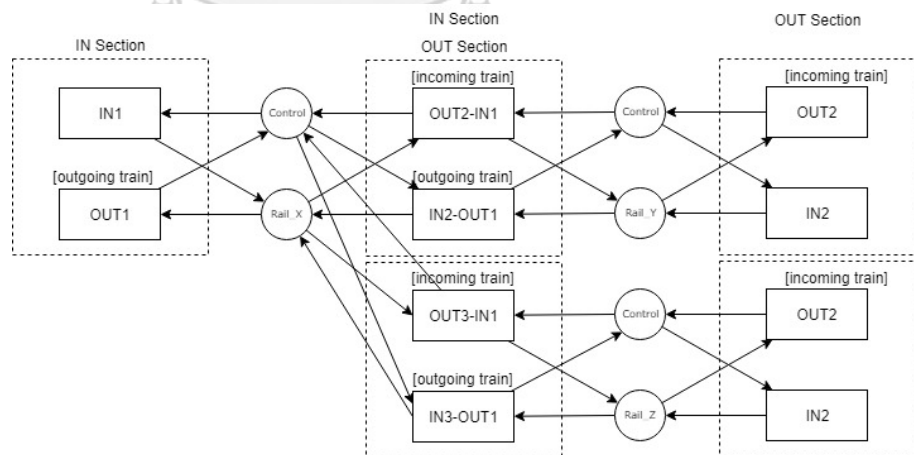 IN Section
OUT Section
IN Section
OUT Section
[incoming train]
[incoming train]
IN1
Control
OUT2-IN1
Control
OUT2
[outgoing train]
[outgoing train]
OUT1
Rail_X
IN2-OUT1
Rail_Y
IN2
[incoming train]
[incoming train]
OUT3-IN1
Control
OUT2
[outgoing train]
IN3-OUT1
Rail_Z
IN2